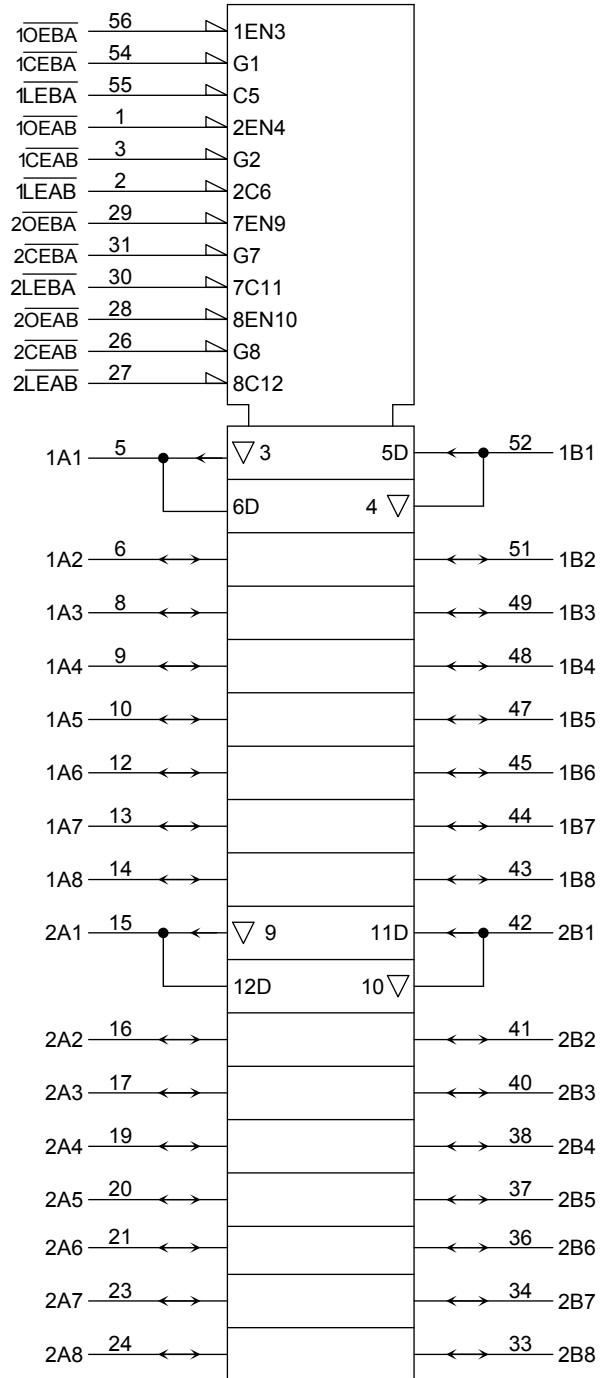 1OEBA 56 1EN3
1CEBA 54 G1
1LEBA 55 C5
1OEAB 1 2EN4
1CEAB 3 G2
1LEAB 2 2C6
2OEBA 29 7EN9
2CEBA 31 G7
2LEBA 30 7C11
2OEAB 28 8EN10
2CEAB 26 G8
2LEAB 27 8C12
1A1 5 ▽ 3 5D 52 1B1
6D 4 ▽
1A2 6 51 1B2
1A3 8 49 1B3
1A4 9 48 1B4
1A5 10 47 1B5
1A6 12 45 1B6
1A7 13 44 1B7
1A8 14 43 1B8
2A1 15 ▽ 9 11D 42 2B1
12D 10 ▽
2A2 16 41 2B2
2A3 17 40 2B3
2A4 19 38 2B4
2A5 20 37 2B5
2A6 21 36 2B6
2A7 23 34 2B7
2A8 24 33 2B8